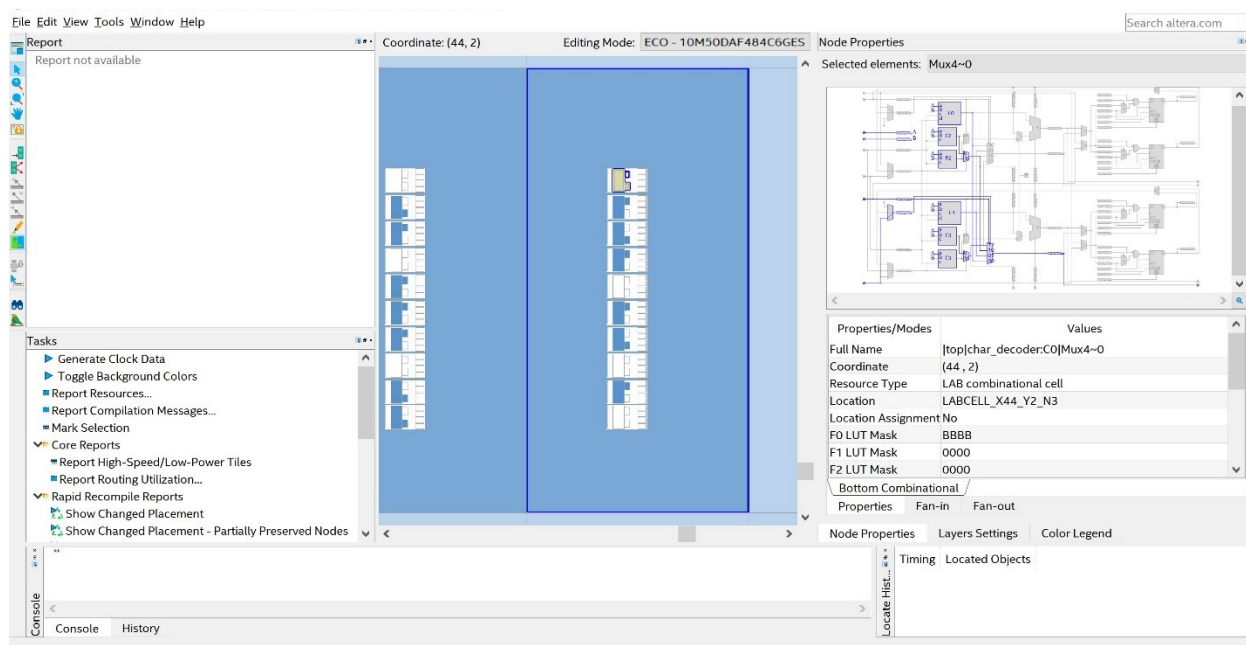 File Edit View Tools Window Help
Search altera.com
Report
Report not available
Coordinate: (44, 2)
Editing Mode: ECO - 10M50DAF484C6GES
Tasks
Generate Clock Data
Toggle Background Colors
Report Resources...
Report Compilation Messages...
Mark Selection
Core Reports
Report High-Speed/Low-Power Tiles
Report Routing Utilization...
Rapid Recompile Reports
Show Changed Placement
Show Changed Placement - Partially Preserved Nodes
Node Properties
Selected elements: Mux4~0
Properties/Modes Values
Full Name |top|char_decoder:C0|Mux4~0
Coordinate (44 , 2)
Resource Type LAB combinational cell
Location LABCELL_X44_Y2_N3
Location Assignment No
F0 LUT Mask BBBB
F1 LUT Mask 0000
F2 LUT Mask 0000
Bottom Combinational
Properties Fan-in Fan-out
Node Properties Layers Settings Color Legend
Console
Console History
Locate Hist...
Timing Located Objects